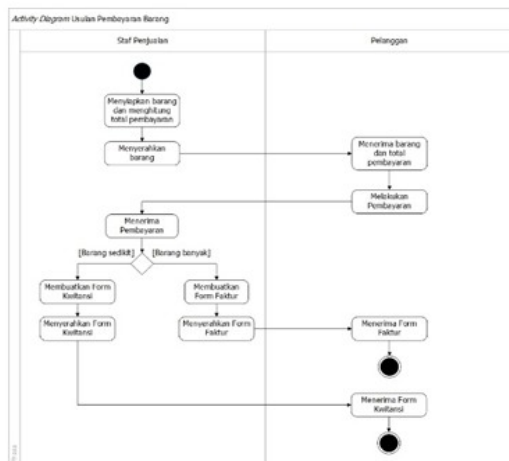 Activity Diagram Usulan Pembayaran Barang
Staf Penjualan
Pelanggan
Menyiapkan barang
dan menghitung
total pembayaran
Menyerahkan
barang
Menerima barang
dan total
pembayaran
Melakukan
Pembayaran
Menerima
Pembayaran
[Barang sedikit]
[Barang banyak]
Membuatkan Form
Kwitansi
Membuatkan
Form Faktur
Menyerahkan Form
Kwitansi
Menyerahkan Form
Faktur
Menerima Form
Faktur
Menerima Form
Kwitansi